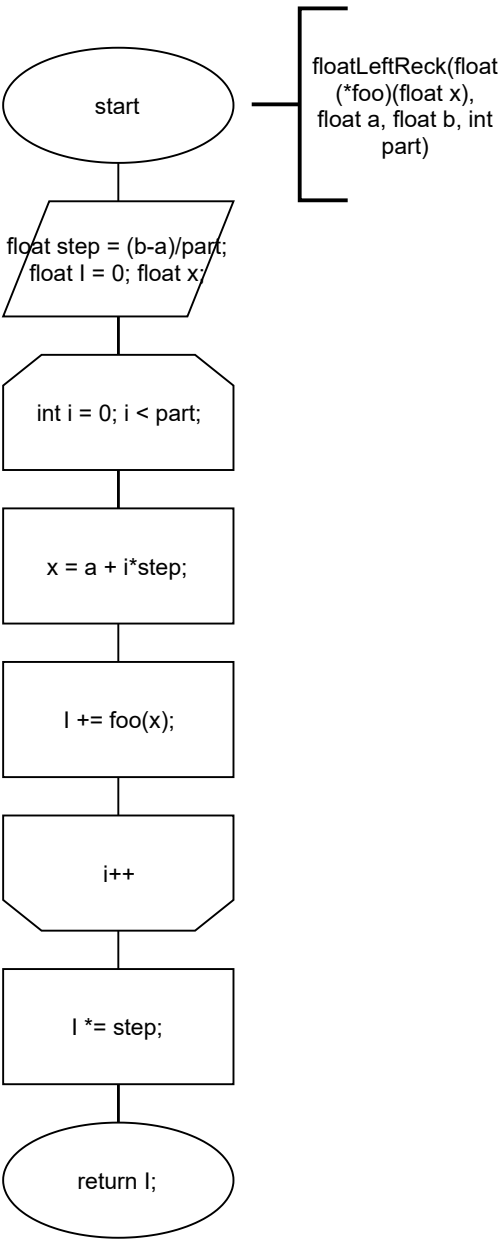 start
floatLeftReck(float
(*foo)(float x),
float a, float b, int
part)
float step = (b-a)/part;
float I = 0; float x;
int i = 0; i < part;
x = a + i*step;
I += foo(x);
i++
I *= step;
return I;